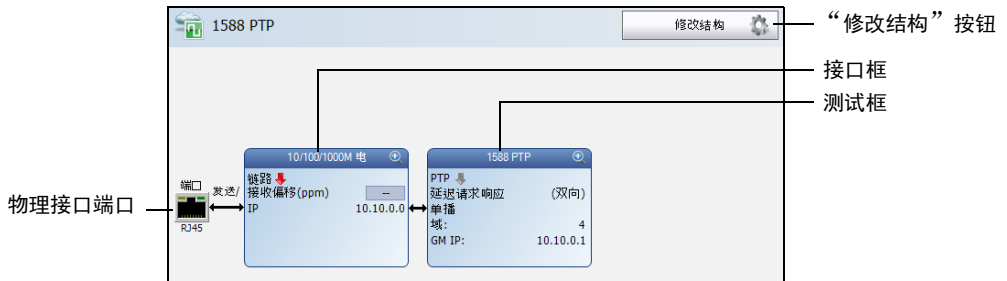 1588 PTP
修改结构
“修改结构”按钮
接口框
测试框
10/100/1000M 电
1588 PTP
端口
发送/
链路
接收偏移(ppm)
--
IP
10.10.0.0
PTP
延迟请求响应
(双向)
单播
域:
4
GM IP:
10.10.0.1
物理接口端口
RJ45